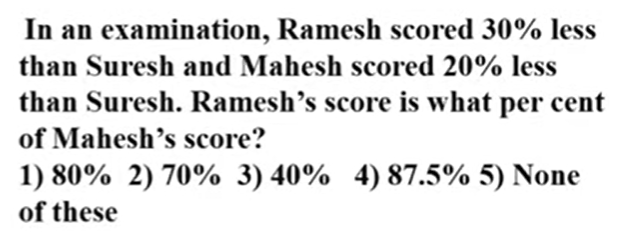 In an examination, Ramesh scored 30% less
than Suresh and Mahesh scored 20% less
than Suresh. Ramesh's score is what per cent
of Mahesh's score?
1) 80% 2) 70% 3) 40% 4) 87.5% 5) None
of these